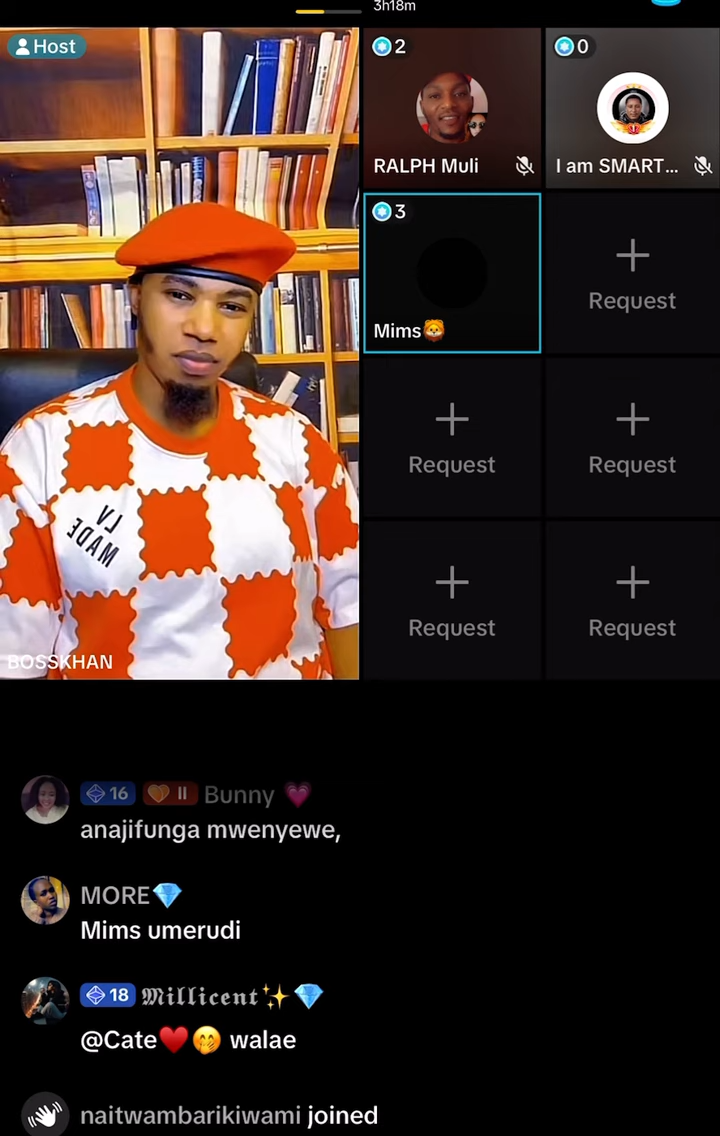 3h18m
Host
2
0
RALPH Muli
I am SMART...
3
Mims🦁
Request
Request
Request
Request
Request
LV
MADE
BOSSKHAN
16 II Bunny 💗
anajifunga mwenyewe,
MORE💎
Mims umerudi
18 𝕸𝖎𝖑𝖑𝖎𝖈𝖊𝖓𝖙✨💎
@Cate♥️🤭 walae
naitwambarikiwami joined